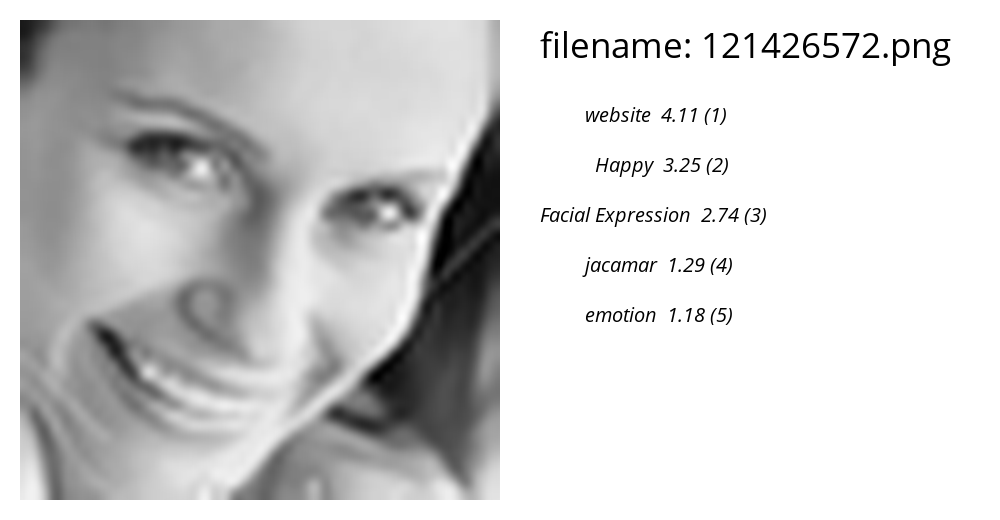 filename: 121426572.png
website 4.11 (1)
Happy 3.25 (2)
Facial Expression 2.74 (3)
jacamar 1.29 (4)
emotion 1.18 (5)